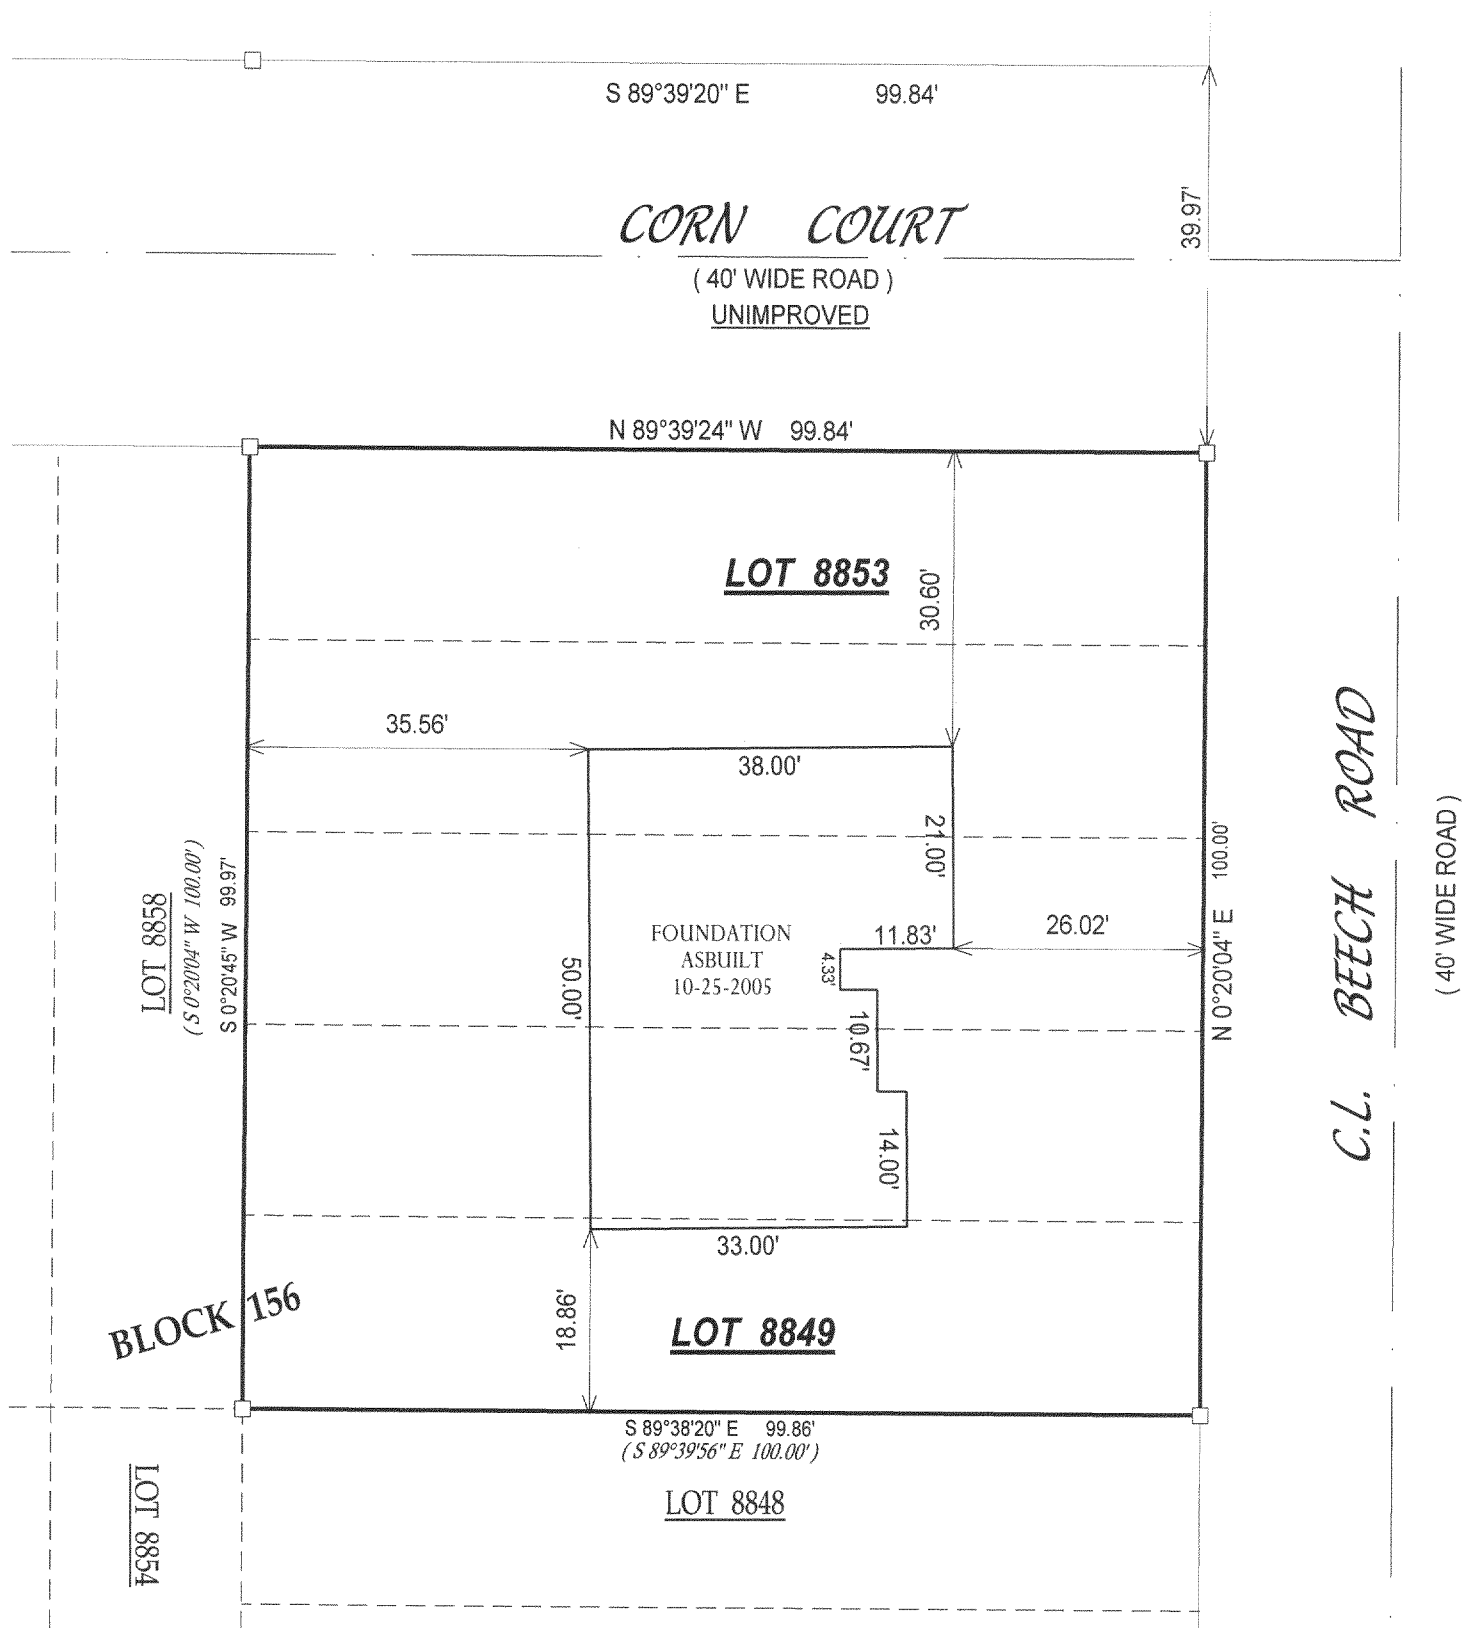 S 89°39'20" E 99.84'
39.97'
CORN COURT
( 40' WIDE ROAD )
UNIMPROVED
N 89°39'24" W 99.84'
LOT 8853
30.60'
35.56'
38.00'
21.00'
C.L. BEECH ROAD
( 40' WIDE ROAD )
LOT 8858
( S 0°20'04" W 100.00')
S 0°20'45" W 99.97'
N 0°20'04" E 100.00'
FOUNDATION
ASBUILT
10-25-2005
11.83'
26.02'
4.33'
50.00'
10.67'
14.00'
33.00'
18.86'
BLOCK 156
LOT 8849
S 89°38'20" E 99.86'
( S 89°39'56" E 100.00')
LOT 8854
LOT 8848